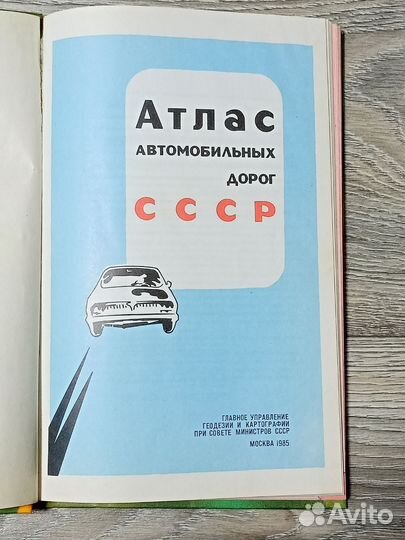 Атлас
АВТОМОБИЛЬНЫХ
ДОРОГ
СССР
ГЛАВНОЕ УПРАВЛЕНИЕ
ГЕОДЕЗИИ И КАРТОГРАФИИ
ПРИ СОВЕТЕ МИНИСТРОВ СССР
МОСКВА 1985
Avito